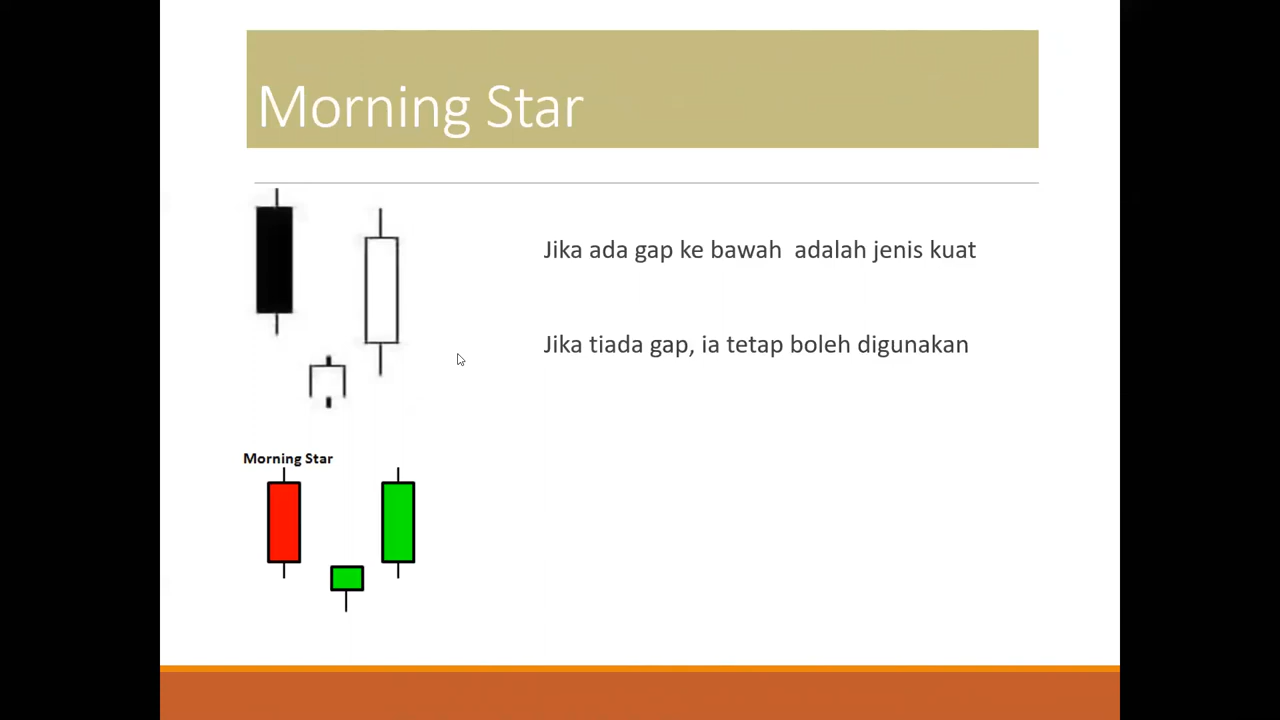 Morning Star
Jika ada gap ke bawah adalah jenis kuat
Jika tiada gap, ia tetap boleh digunakan
Morning Star